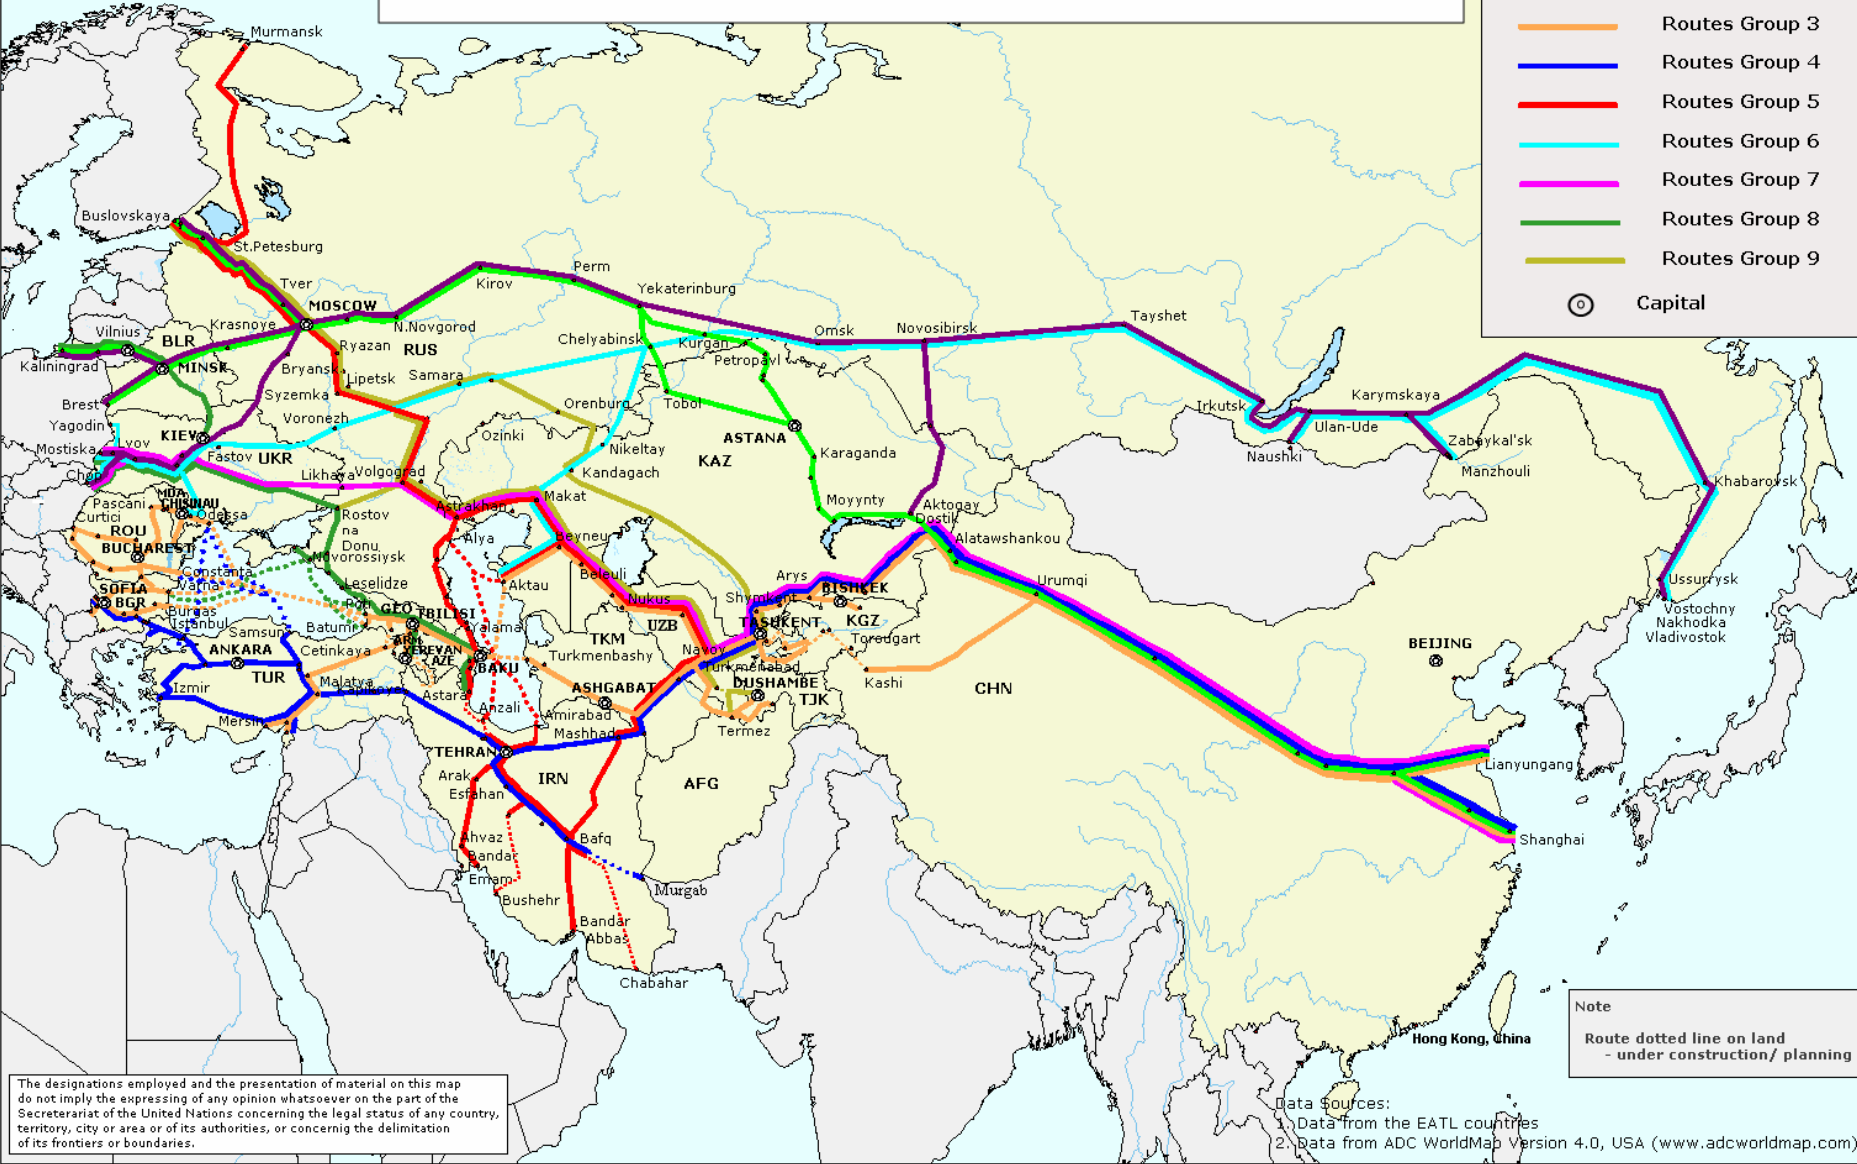 Murmansk
Routes Group 3
Routes Group 4
Routes Group 5
Routes Group 6
Routes Group 7
Routes Group 8
Routes Group 9
Capital
Buslovskaya
St.Petesburg
Tver
MOSCOW
Kirov
Perm
Yekaterinburg
N.Novgorod
Krasnoye
Vilnius
BLR
Kaliningrad
MINSK
RUS
Ryazan
Bryansk
Lipetsk
Samara
Syzemka
Voronezh
Chelyabinsk
Kurgan
Petropavl
Omsk
Novosibirsk
Tayshet
Brest
Yagodin
Mostiska
Lvov
KIEV
Fastov
UKR
Chop
Ozinki
Orenburg
Tobol
ASTANA
KAZ
Nikeltay
Kandagach
Karaganda
Irkutsk
Ulan-Ude
Naushki
Karymskaya
Zabaykal'sk
Manzhouli
Khabarovsk
Likhaya
Volgograd
MDA
CHISINAU
Pascani
Curtici
ROU
BUCHAREST
Odessa
Astrakhan
Makat
Moyynty
Aktogay
Dostik
Alatawshankou
Rostov
na
Donu
Novorossiysk
Alya
Beyneu
Beleuli
Aktau
Constanta
Varna
SOFIA
BGR
Burgas
Istanbul
Leselidze
Poti
GEO
TBILISI
Batumi
Samsun
Yalama
Nukus
UZB
Arys
Shymkent
BISHKEK
TASHKENT
KGZ
Torougart
Urumqi
Ussurrysk
Vostochny
Nakhodka
Vladivostok
BEIJING
ANKARA
TUR
Cetinkaya
ARM
YEREVAN
AZE
BAKU
TKM
Turkmenbashy
Navoy
Turkmenabad
Kashi
CHN
Izmir
Malatya
Kapikoy
Mersin
Astara
Anzali
ASHGABAT
Amirabad
Mashhad
DUSHAMBE
TJK
Termez
TEHRAN
Arak
Esfahan
IRN
AFG
Lianyungang
Shanghai
Ahvaz
Bandar
Emam
Bafq
Murgab
Bushehr
Bandar
Abbas
Chabahar
Hong Kong, China
Note
Route dotted line on land
- under construction/ planning
The designations employed and the presentation of material on this map
do not imply the expressing of any opinion whatsoever on the part of the
Secreterariat of the United Nations concerning the legal status of any country,
territory, city or area or of its authorities, or concernig the delimitation
of its frontiers or boundaries.
Data Sources:
1. Data from the EATL countries
2. Data from ADC WorldMap Version 4.0, USA (www.adcworldmap.com)